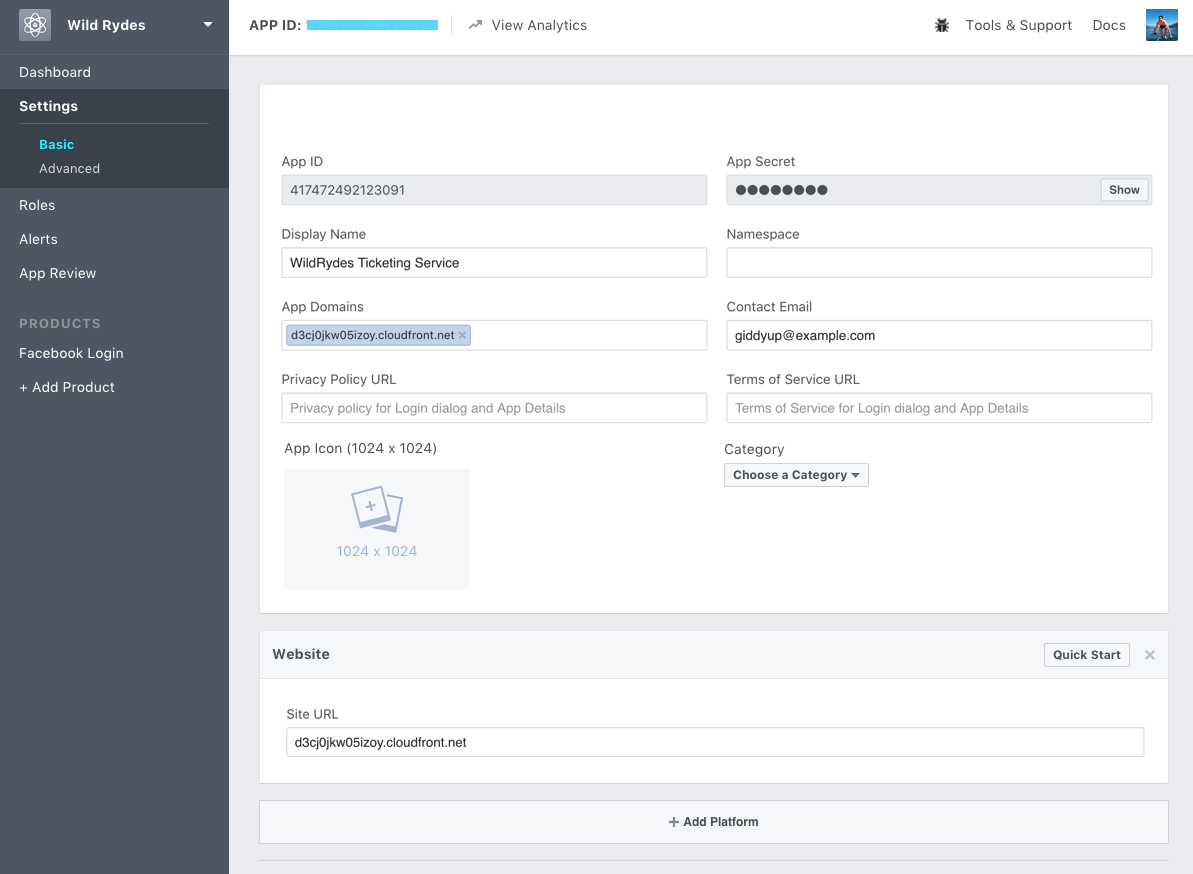 Wild Rydes
APP ID:
View Analytics
Tools & Support
Docs
Dashboard
Settings
Basic
Advanced
Roles
Alerts
App Review
PRODUCTS
Facebook Login
+ Add Product
App ID
417472492123091
App Secret
●●●●●●●●
Show
Display Name
WildRydes Ticketing Service
Namespace
App Domains
d3cj0jkw05izoy.cloudfront.net ×
Contact Email
giddyup@example.com
Privacy Policy URL
Privacy policy for Login dialog and App Details
Terms of Service URL
Terms of Service for Login dialog and App Details
App Icon (1024 x 1024)
1024 x 1024
Category
Choose a Category
Website
Quick Start
×
Site URL
d3cj0jkw05izoy.cloudfront.net
+ Add Platform